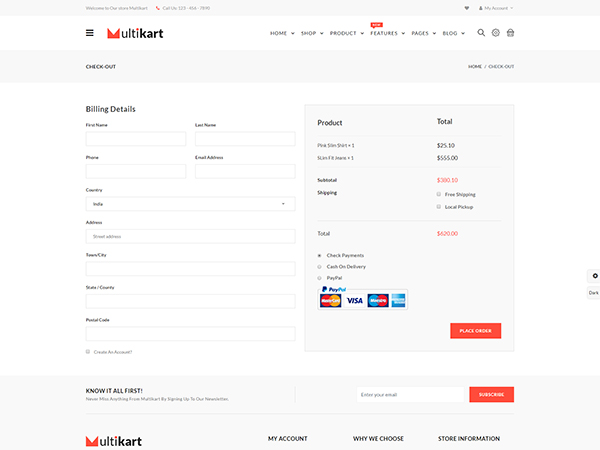 Welcome to Our store Multikart
Call Us: 123 - 456 - 7890
My Account
Multikart
NEW
HOME SHOP PRODUCT FEATURES PAGES BLOG
CHECK-OUT
HOME / CHECK-OUT
Billing Details
First Name
Last Name
Phone
Email Address
Country
India
Address
Street address
Town/City
State / County
Postal Code
Create An Account?
Product Total
Pink Slim Shirt × 1 $25.10
SLim Fit Jeans × 1 $555.00
Subtotal $380.10
Shipping
Free Shipping
Local Pickup
Total $620.00
Check Payments
Cash On Delivery
PayPal
PayPal
MasterCard VISA Maestro
PLACE ORDER
Dark
KNOW IT ALL FIRST!
Never Miss Anything From Multikart By Signing Up To Our Newsletter.
Enter your email
SUBSCRIBE
Multikart
MY ACCOUNT
WHY WE CHOOSE
STORE INFORMATION